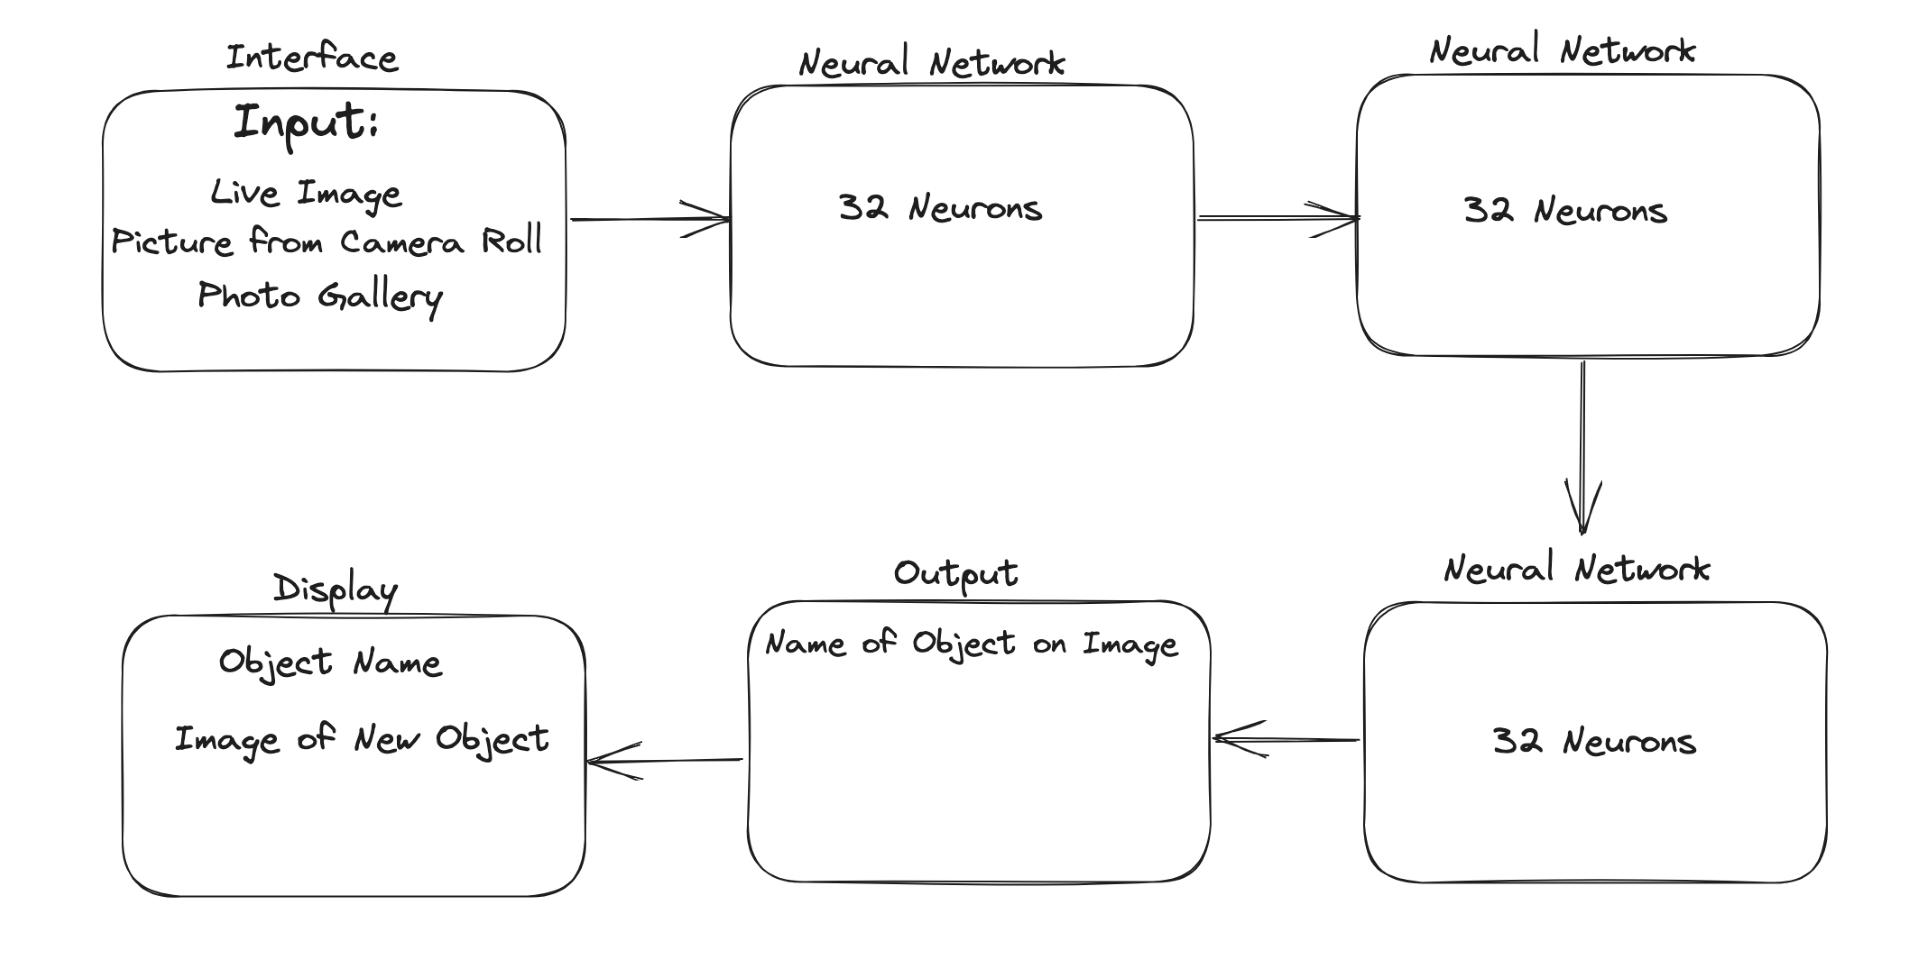 Interface
Input:
Live Image
Picture from Camera Roll
Photo Gallery
Neural Network
32 Neurons
Neural Network
32 Neurons
Neural Network
32 Neurons
Output
Name of Object on Image
Display
Object Name
Image of New Object